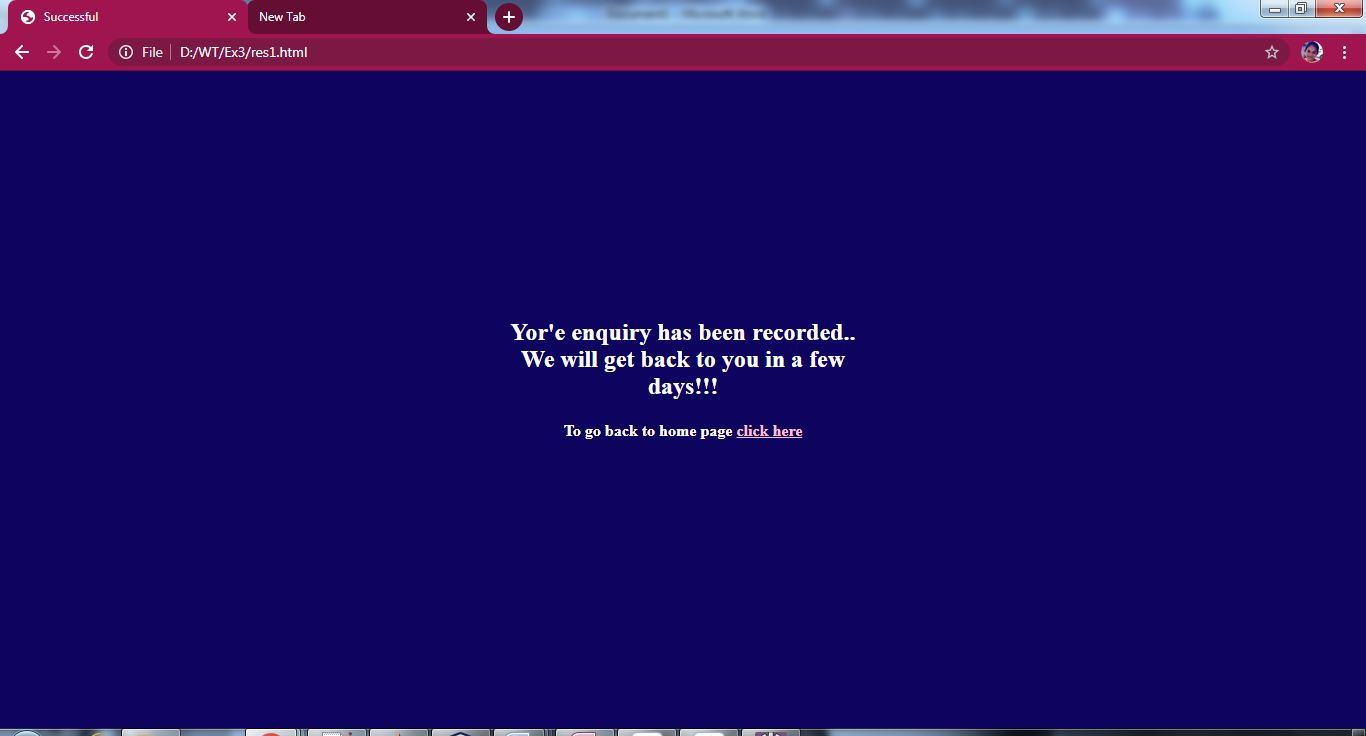 Successful
New Tab
File
D:/WT/Ex3/res1.html
Yor'e enquiry has been recorded..
We will get back to you in a few
days!!!
To go back to home page click here